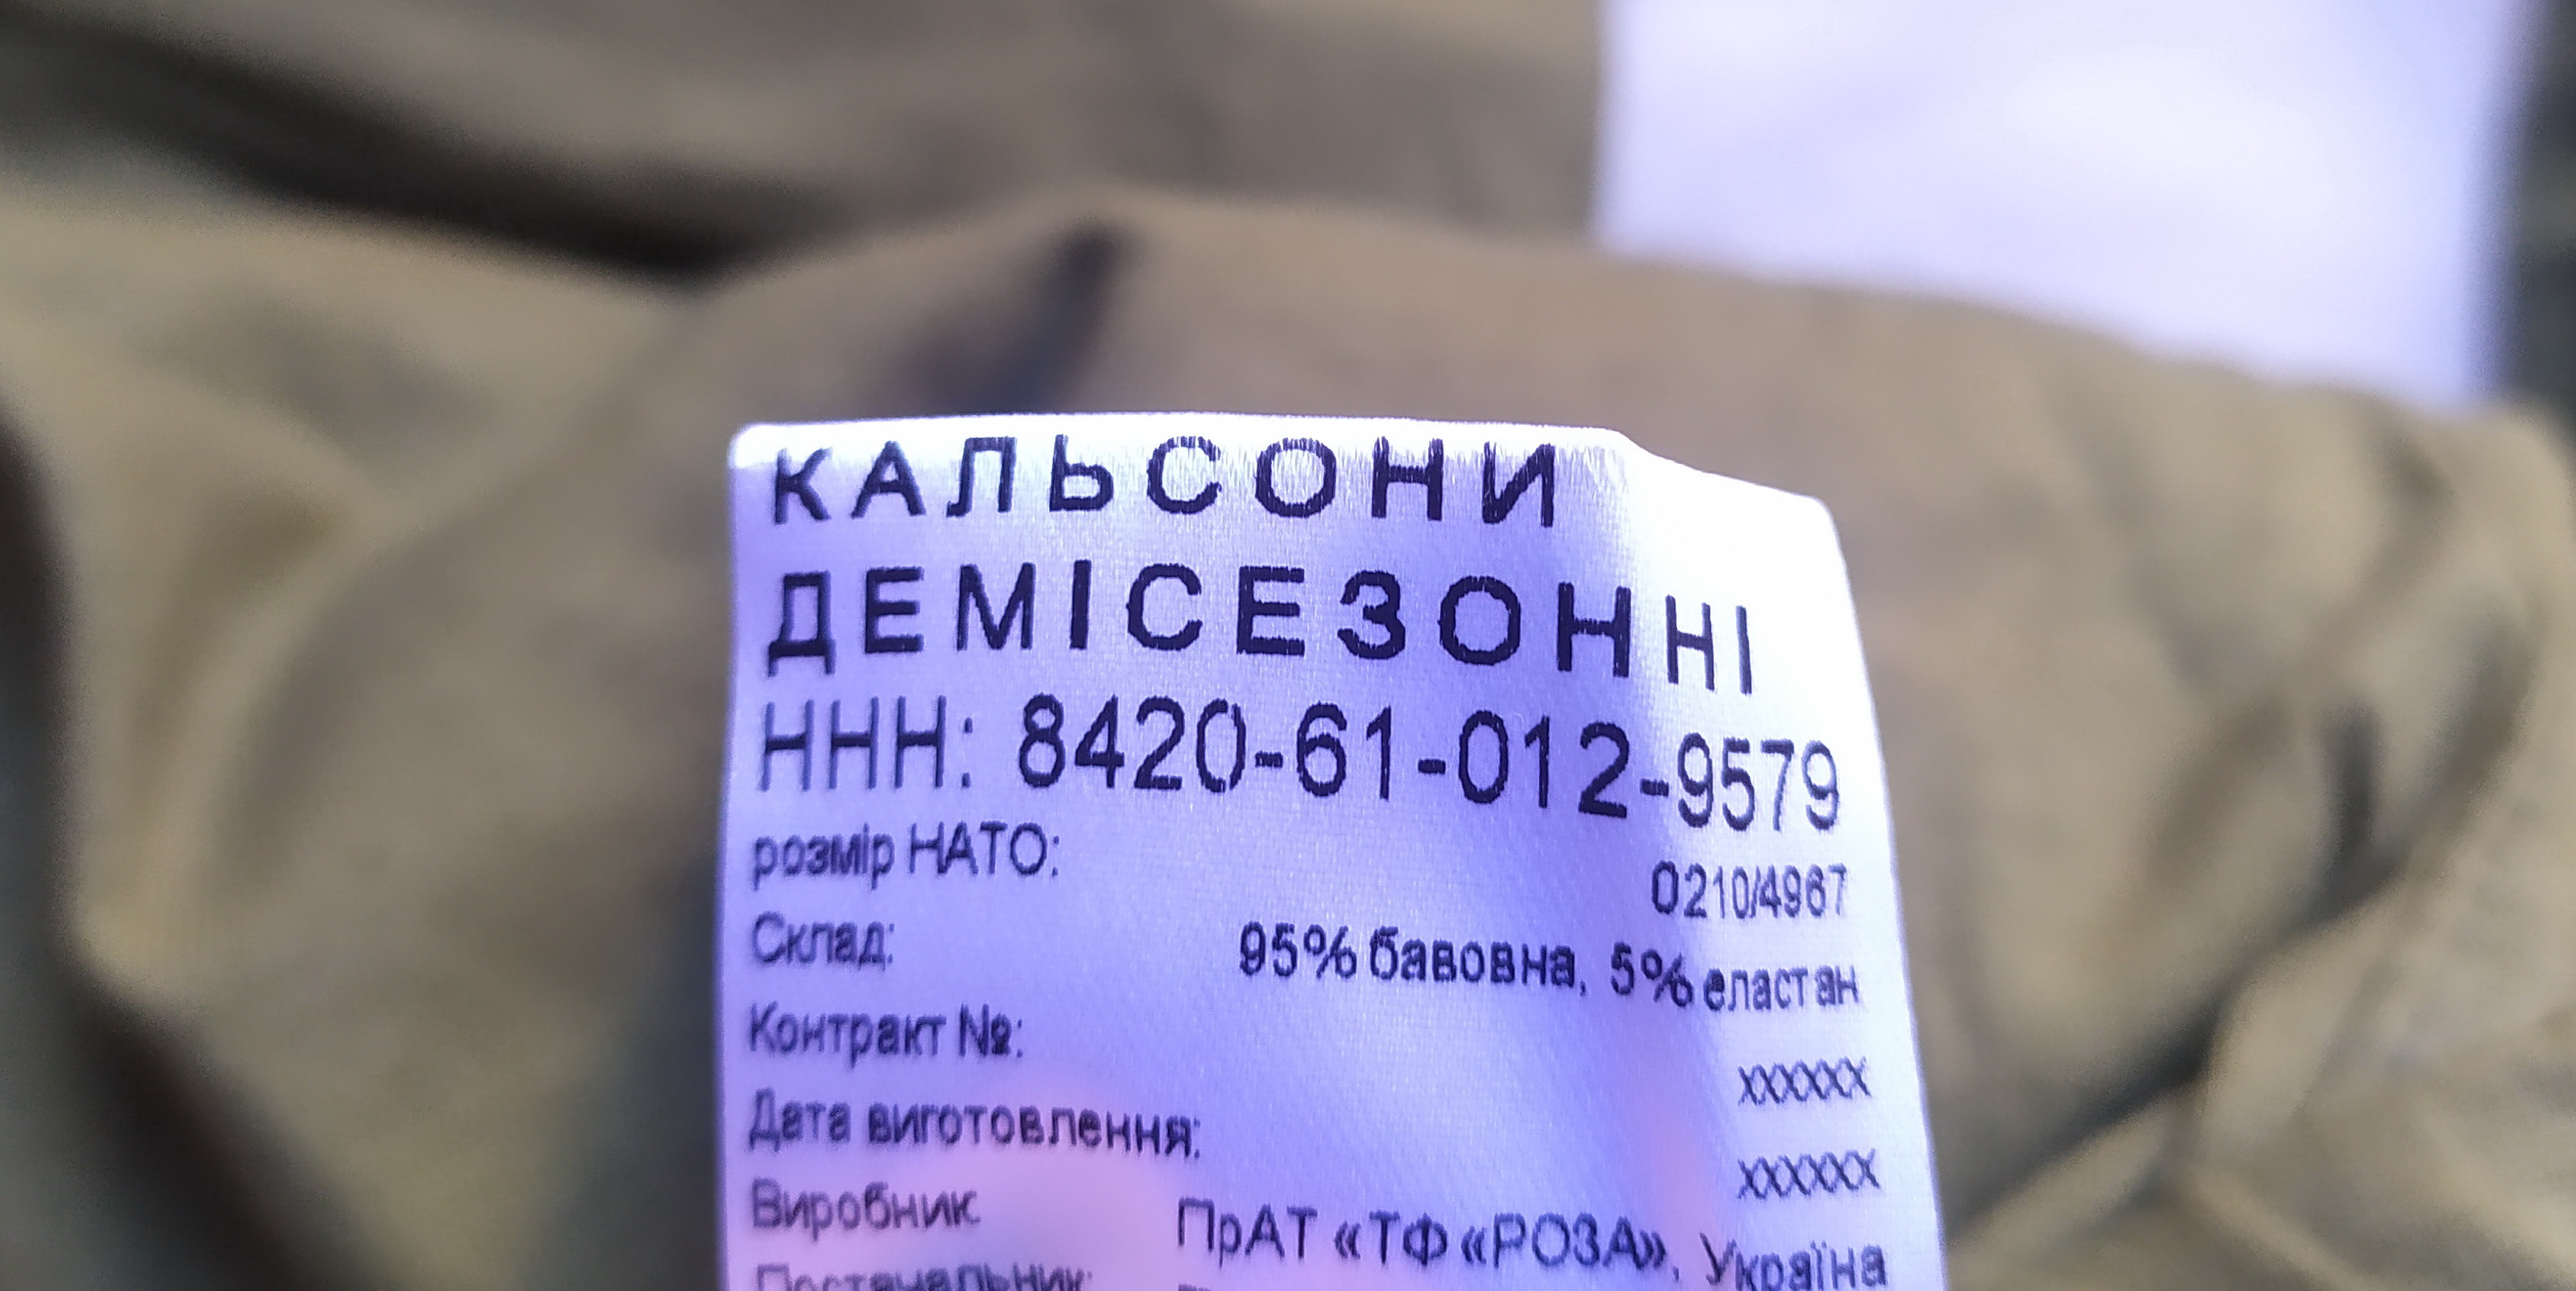 КАЛЬСОНИ
ДЕМІСЕЗОННІ
ННН: 8420-61-012-9579
розмір НАТО: 0210/4967
Склад: 95% бавовна, 5% еластан
Контракт №: xxxxxx
Дата виготовлення: xxxxxx
Виробник ПрАТ «ТФ «РОЗА», Україна
Постачальник: